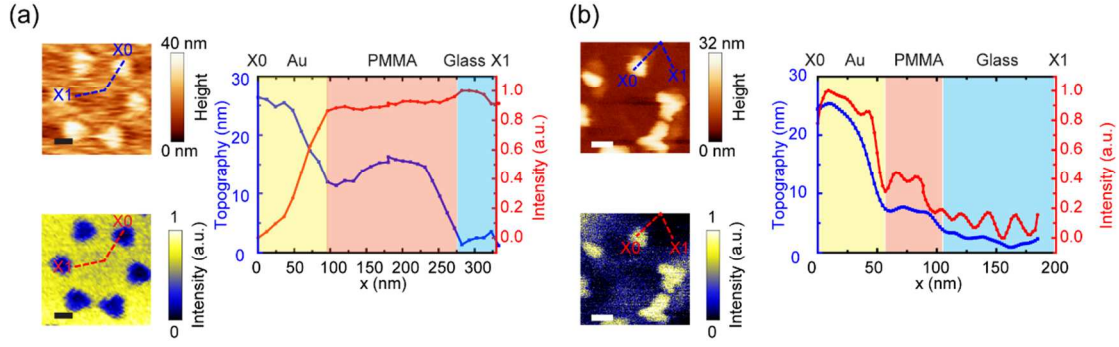 (a)
X0
X1
40 nm
Height
0 nm
X0 Au PMMA Glass X1
30
20
10
0
Topography (nm)
1.0
0.8
0.6
0.4
0.2
0.0
Intensity (a.u.)
0 50 100 150 200 250 300
x (nm)
X0
X1
1
Intensity (a.u.)
0
(b)
X0
X1
32 nm
Height
0 nm
X0 Au PMMA Glass X1
30
20
10
0
Topography (nm)
1.0
0.8
0.6
0.4
0.2
0.0
Intensity (a.u.)
0 50 100 150 200
x (nm)
X0
X1
1
Intensity (a.u.)
0